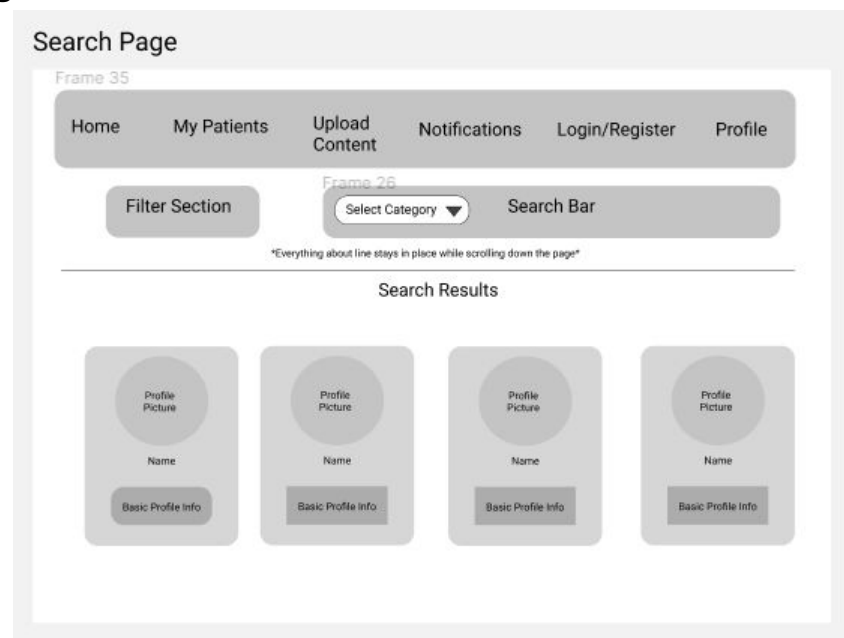 Search Page
Frame 35
Home My Patients Upload Content Notifications Login/Register Profile
Frame 26
Filter Section Select Category Search Bar
*Everything about line stays in place while scrolling down the page*
Search Results
Profile Picture Profile Picture Profile Picture Profile Picture
Name Name Name Name
Basic Profile Info Basic Profile Info Basic Profile Info Basic Profile Info